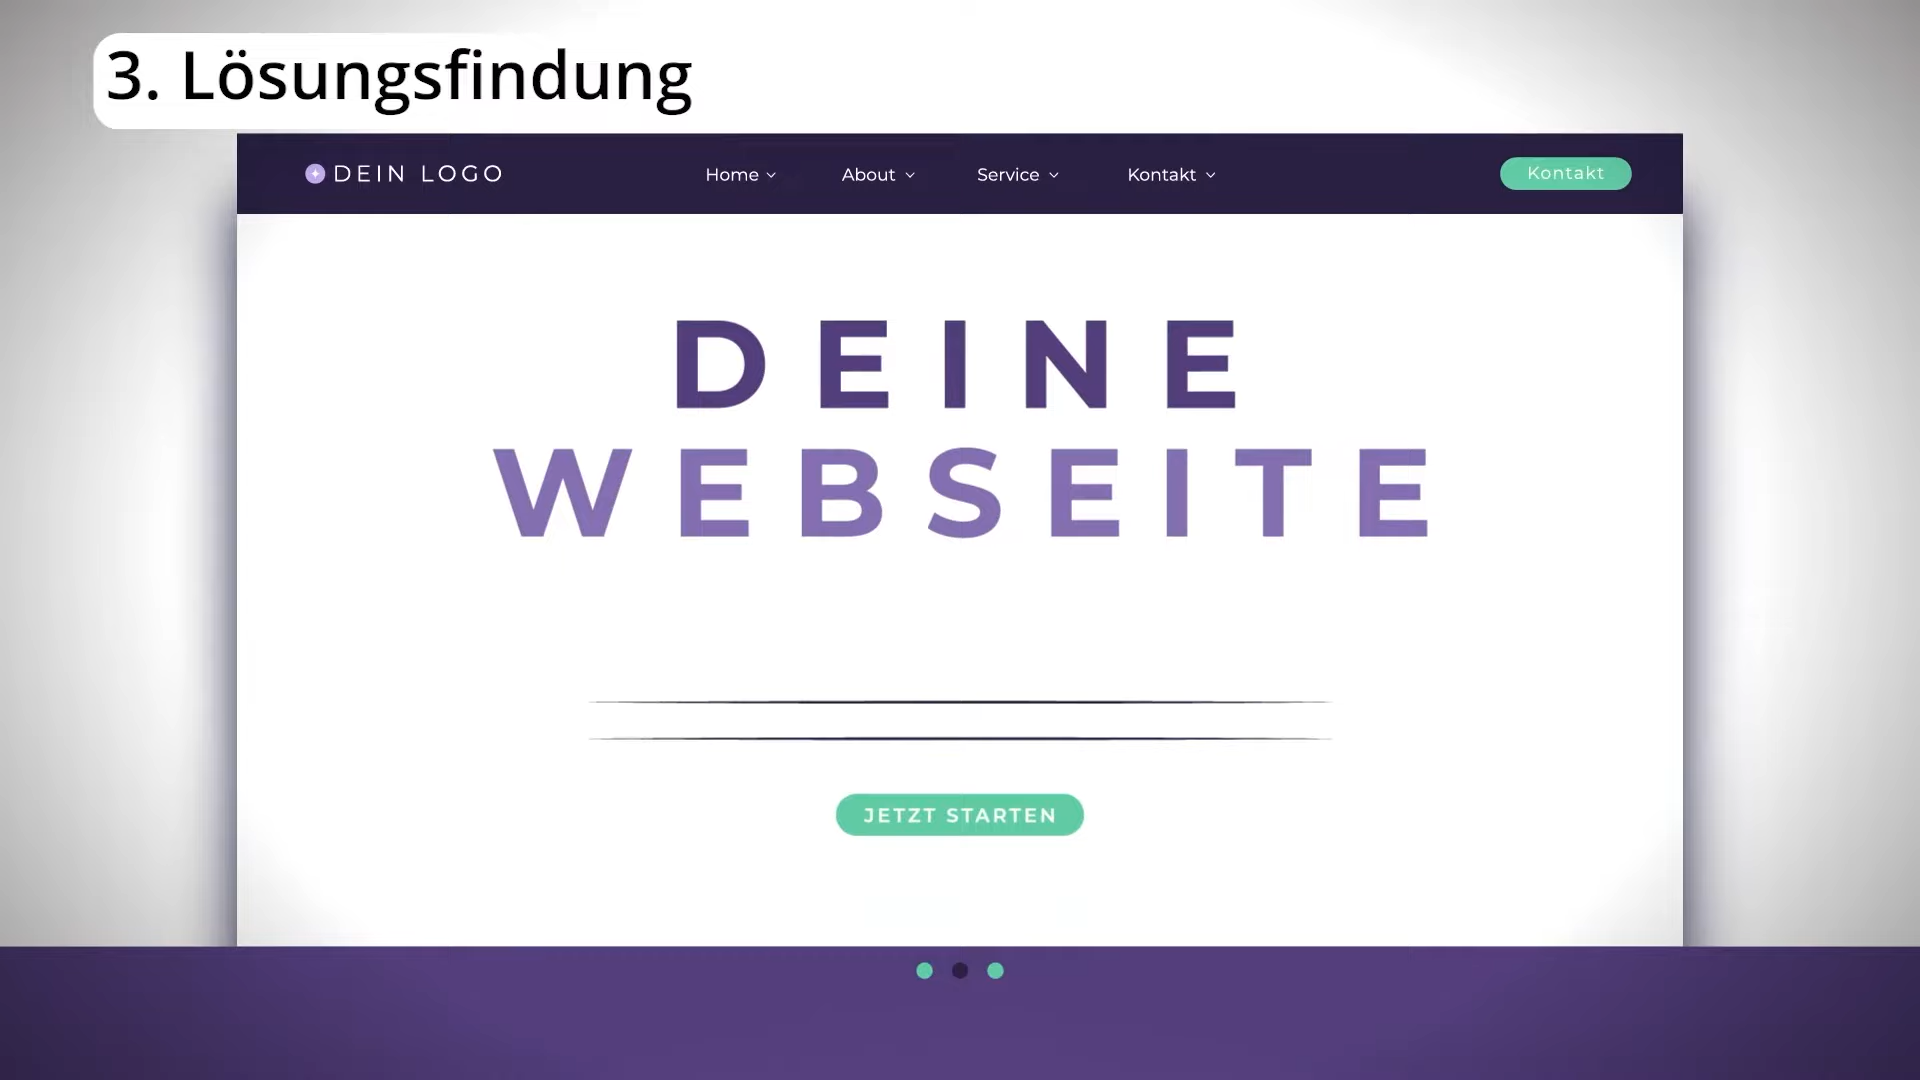 3. Lösungsfindung
DEIN LOGO
Home
About
Service
Kontakt
Kontakt
DEINE
WEBSEITE
JETZT STARTEN